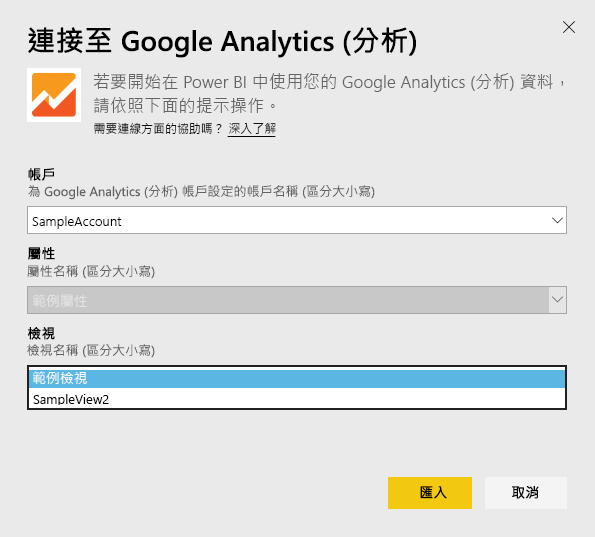 連接至 Google Analytics (分析)
若要開始在 Power BI 中使用您的 Google Analytics (分析) 資料，
請依照下面的提示操作。
需要連線方面的協助嗎？ 深入了解
帳戶
為 Google Analytics (分析) 帳戶設定的帳戶名稱 (區分大小寫)
SampleAccount
屬性
屬性名稱 (區分大小寫)
範例屬性
檢視
檢視名稱 (區分大小寫)
範例檢視
SampleView2
匯入 取消